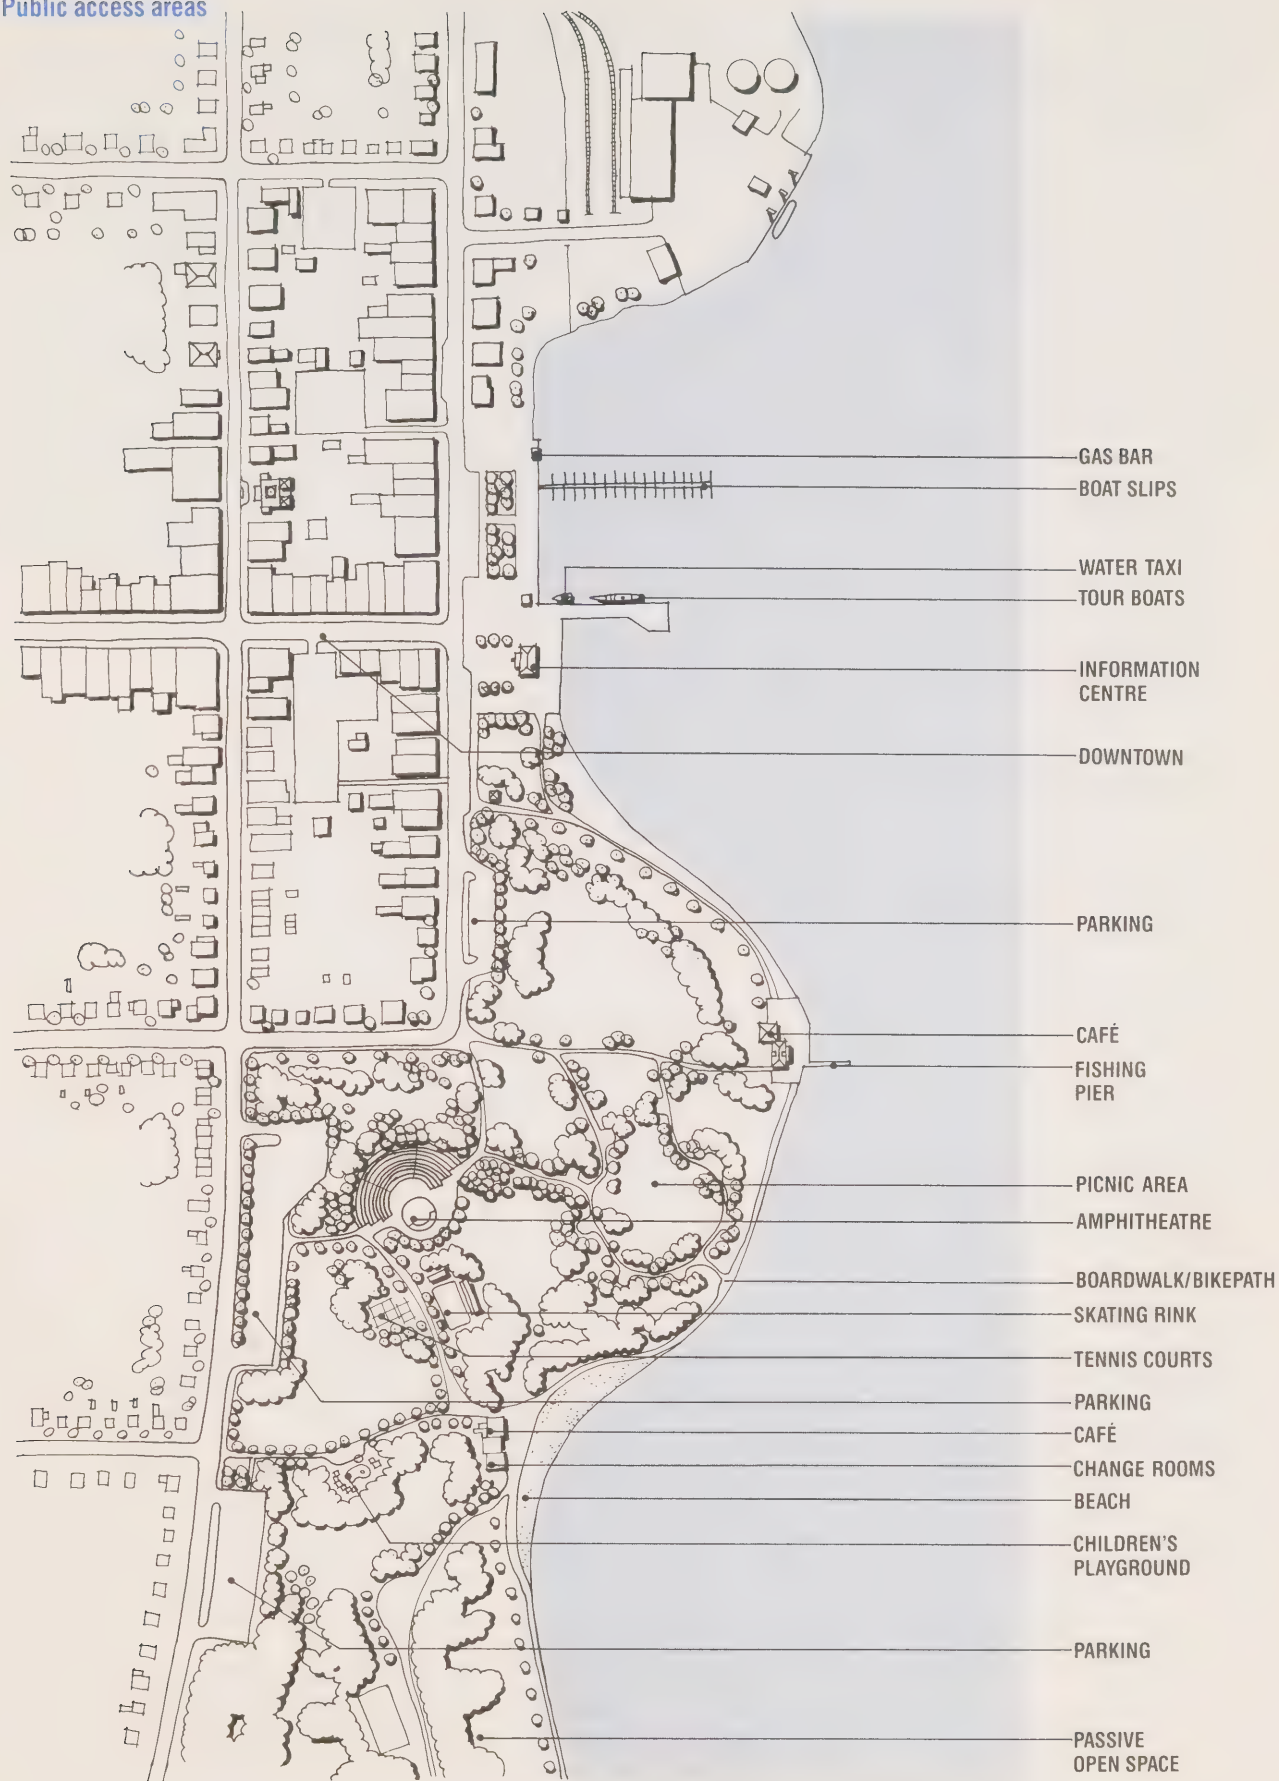 Public access areas
GAS BAR
BOAT SLIPS
WATER TAXI
TOUR BOATS
INFORMATION
CENTRE
DOWNTOWN
PARKING
CAFÉ
FISHING
PIER
PICNIC AREA
AMPHITHEATRE
BOARDWALK/BIKEPATH
SKATING RINK
TENNIS COURTS
PARKING
CAFÉ
CHANGE ROOMS
BEACH
CHILDREN'S
PLAYGROUND
PARKING
PASSIVE
OPEN SPACE